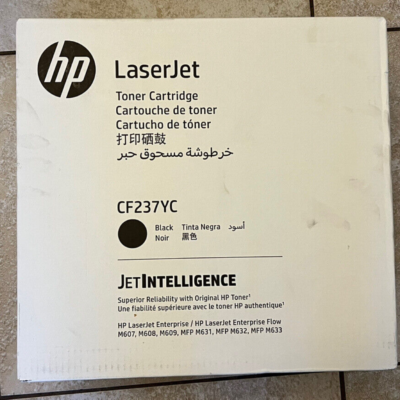 hp
LaserJet
Toner Cartridge
Cartouche de toner
Cartucho de tóner
打印硒鼓
خرطوشة مسحوق حبر
CF237YC
Black Tinta Negra أسود
Noir 黑色
JETINTELLIGENCE
Superior Reliability with Original HP Toner¹
Une fiabilité supérieure avec le toner HP authentique¹
HP LaserJet Enterprise / HP LaserJet Enterprise Flow
M607, M608, M609, MFP M631, MFP M632, MFP M633